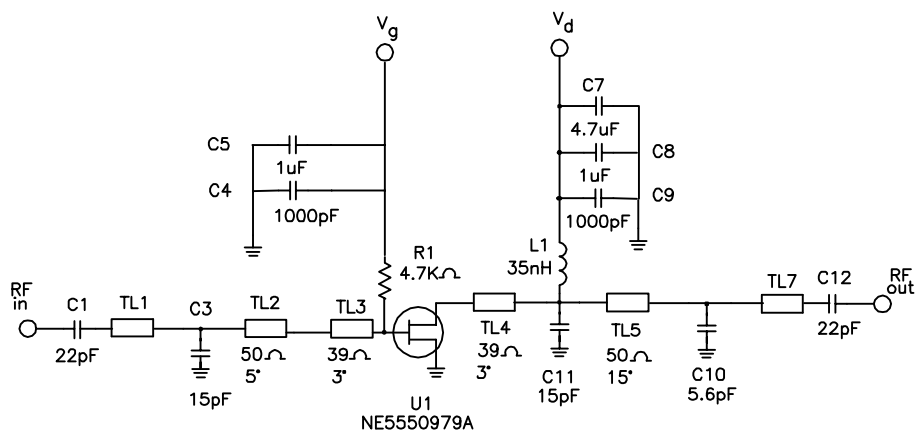 Vg
Vd
C7
4.7uF
C5
1uF
C8
1uF
C4
1000pF
C9
1000pF
R1
4.7KΩ
L1
35nH
RF
in
C1
22pF
TL1
C3
15pF
TL2
50Ω
5°
TL3
39Ω
3°
U1
NE5550979A
TL4
39Ω
3°
C11
15pF
TL5
50Ω
15°
C10
5.6pF
TL7
C12
22pF
RF
out